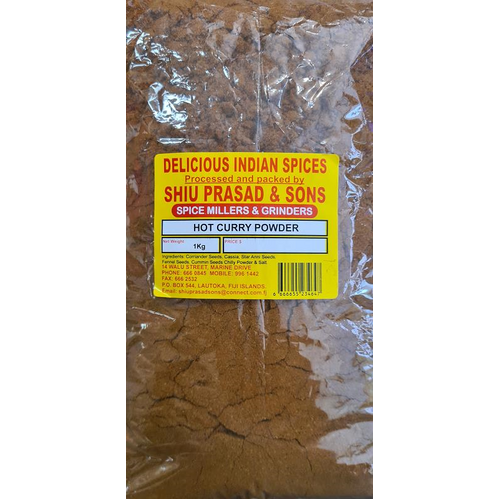 DELICIOUS INDIAN SPICES
Processed and packed by
SHIU PRASAD & SONS
SPICE MILLERS & GRINDERS
HOT CURRY POWDER
Net Weight 1Kg PRICE $
Ingredients: Corriander Seeds, Cassia, Star Anni Seeds
Fennel Seeds, Cummin Seeds Chilly Powder & Salt
14 WALU STREET, MARINE DRIVE
PHONE: 666 0845 MOBILE: 996 1442
FAX: 666 2532
P.O. BOX 544, LAUTOKA, FIJI ISLANDS.
Email: shiuprasadsons@connect.com.fj